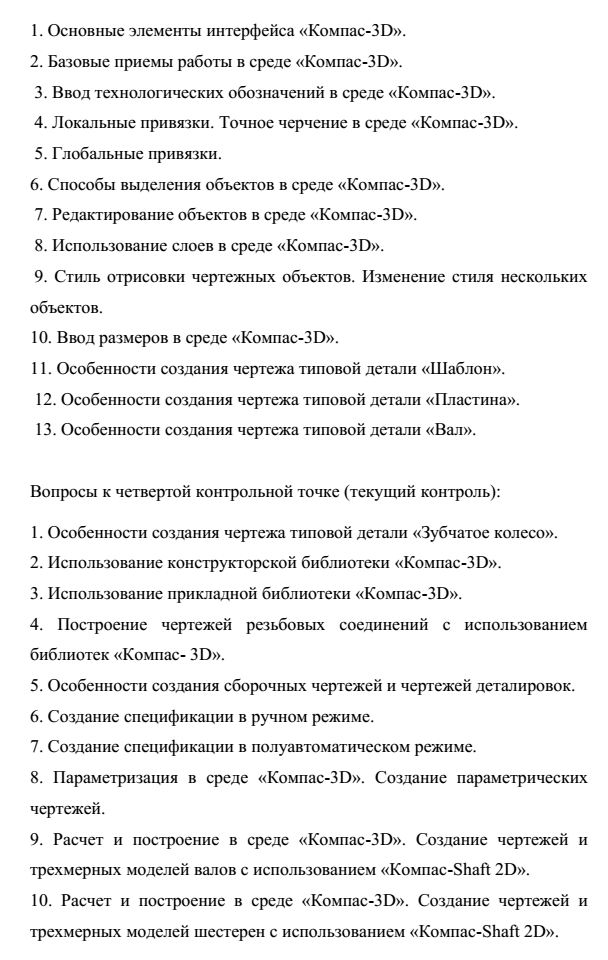 1. Основные элементы интерфейса «Компас-3D».
2. Базовые приемы работы в среде «Компас-3D».
3. Ввод технологических обозначений в среде «Компас-3D».
4. Локальные привязки. Точное черчение в среде «Компас-3D».
5. Глобальные привязки.
6. Способы выделения объектов в среде «Компас-3D».
7. Редактирование объектов в среде «Компас-3D».
8. Использование слоев в среде «Компас-3D».
9. Стиль отрисовки чертежных объектов. Изменение стиля нескольких
объектов.
10. Ввод размеров в среде «Компас-3D».
11. Особенности создания чертежа типовой детали «Шаблон».
12. Особенности создания чертежа типовой детали «Пластина».
13. Особенности создания чертежа типовой детали «Вал».
Вопросы к четвертой контрольной точке (текущий контроль):
1. Особенности создания чертежа типовой детали «Зубчатое колесо».
2. Использование конструкторской библиотеки «Компас-3D».
3. Использование прикладной библиотеки «Компас-3D».
4. Построение чертежей резьбовых соединений с использованием
библиотек «Компас- 3D».
5. Особенности создания сборочных чертежей и чертежей деталировок.
6. Создание спецификации в ручном режиме.
7. Создание спецификации в полуавтоматическом режиме.
8. Параметризация в среде «Компас-3D». Создание параметрических
чертежей.
9. Расчет и построение в среде «Компас-3D». Создание чертежей и
трехмерных моделей валов с использованием «Компас-Shaft 2D».
10. Расчет и построение в среде «Компас-3D». Создание чертежей и
трехмерных моделей шестерен с использованием «Компас-Shaft 2D».